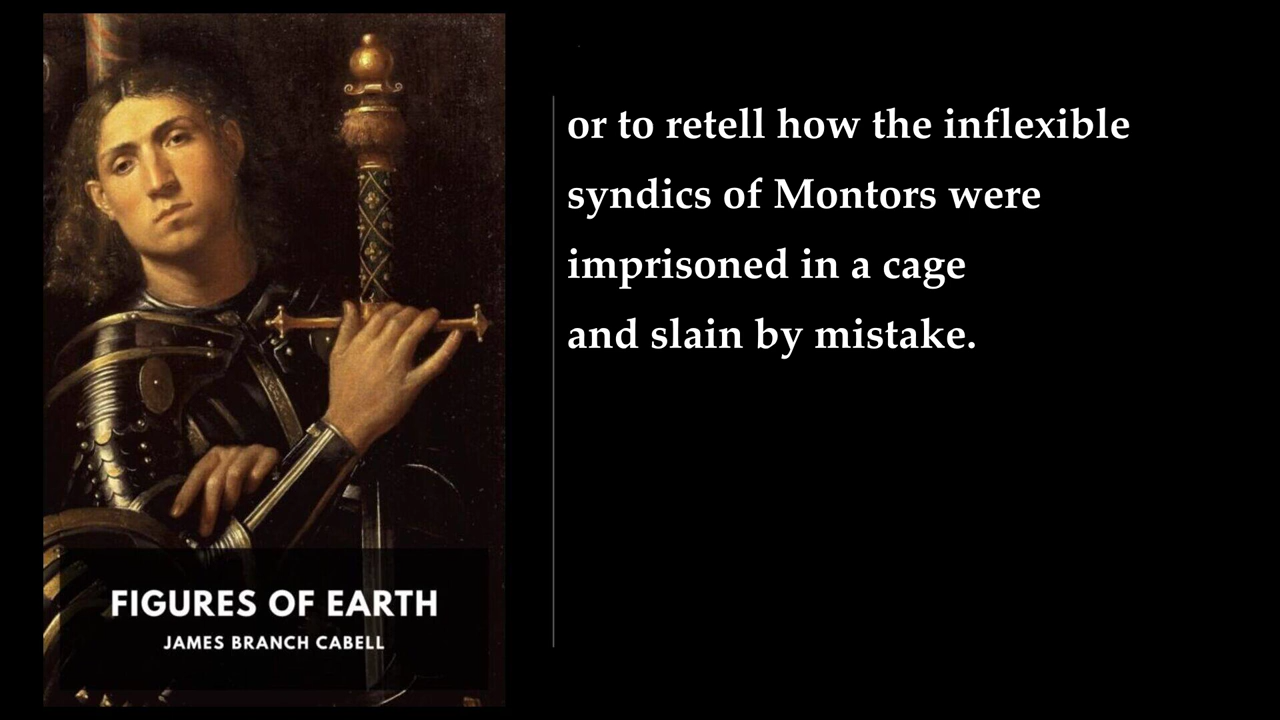 or to retell how the inflexible
syndics of Montors were
imprisoned in a cage
and slain by mistake.
FIGURES OF EARTH
JAMES BRANCH CABELL